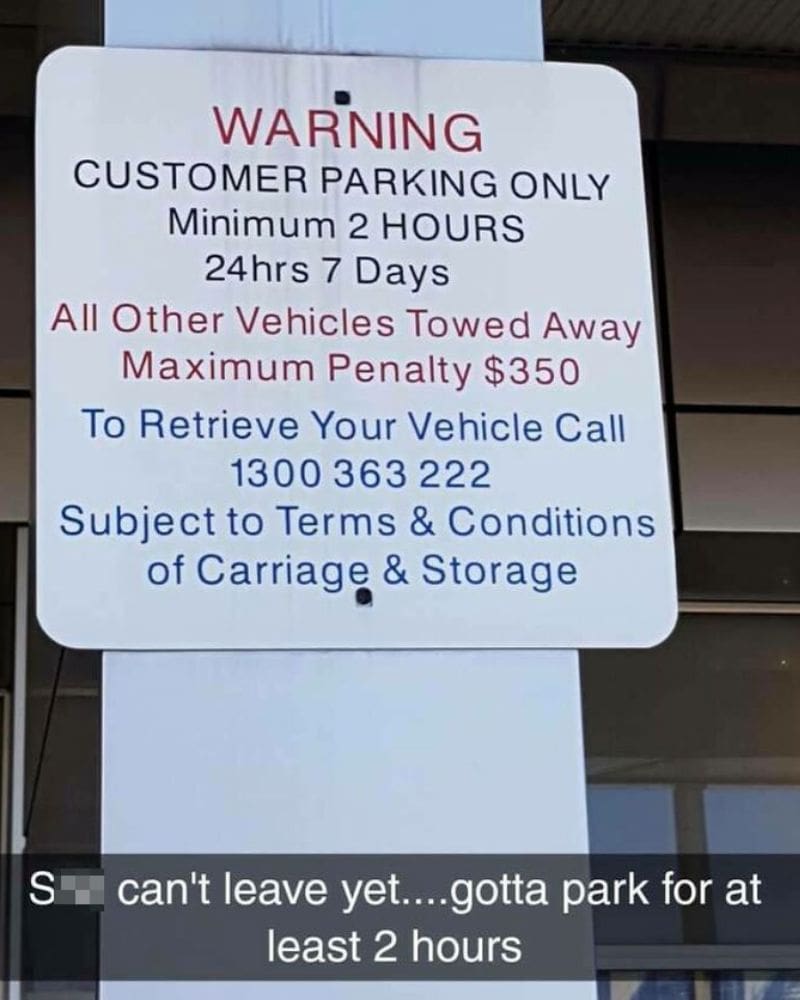 WARNING
CUSTOMER PARKING ONLY
Minimum 2 HOURS
24hrs 7 Days
All Other Vehicles Towed Away
Maximum Penalty $350
To Retrieve Your Vehicle Call
1300 363 222
Subject to Terms & Conditions
of Carriage & Storage
can't leave yet....gotta park for at
least 2 hours